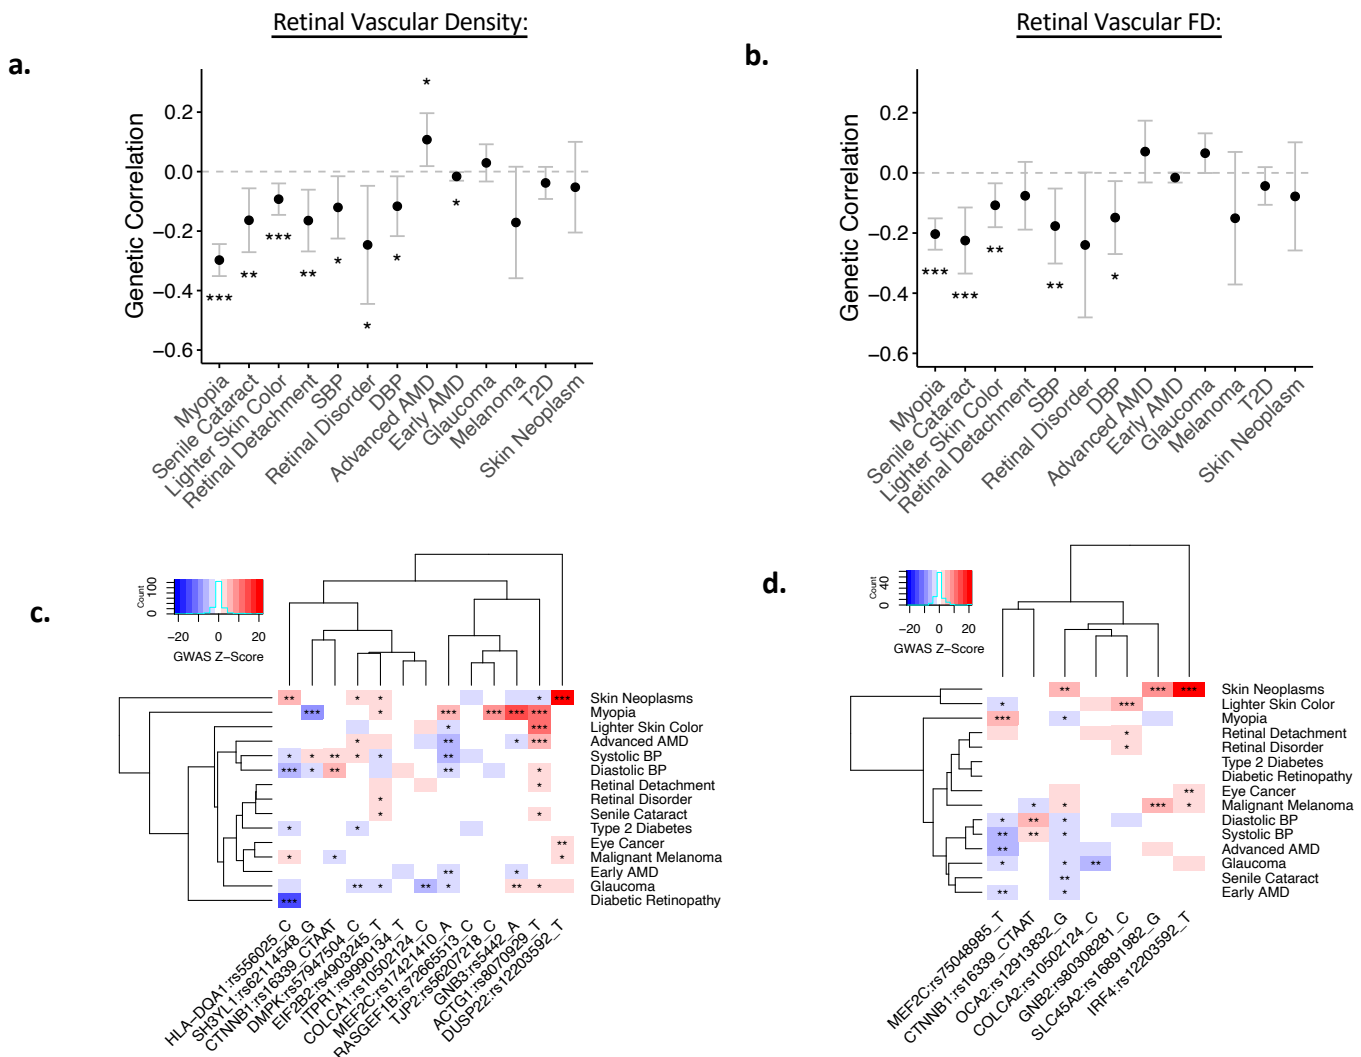 Retinal Vascular Density:
Retinal Vascular FD:
a.
Genetic Correlation
0.2
0.0
−0.2
−0.4
−0.6
*** ** *** ** * * * * *
Myopia
Senile Cataract
Lighter Skin Color
Retinal Detachment
SBP
Retinal Disorder
DBP
Advanced AMD
Early AMD
Glaucoma
Melanoma
T2D
Skin Neoplasm
b.
Genetic Correlation
0.2
0.0
−0.2
−0.4
−0.6
*** *** ** ** *
Myopia
Senile Cataract
Lighter Skin Color
Retinal Detachment
SBP
Retinal Disorder
DBP
Advanced AMD
Early AMD
Glaucoma
Melanoma
T2D
Skin Neoplasm
c.
Count
0 100
−20 0 20
GWAS Z−Score
** * * * *** Skin Neoplasms
*** * *** *** *** *** Myopia
* *** Lighter Skin Color
* ** * *** Advanced AMD
* * ** * * ** Systolic BP
*** * ** ** * Diastolic BP
* Retinal Detachment
* Retinal Disorder
* * Senile Cataract
* * Type 2 Diabetes
** Eye Cancer
* * * Malignant Melanoma
** * Early AMD
** * ** * ** * Glaucoma
*** Diabetic Retinopathy
HLA−DQA1:rs556025_C
SH3YL1:rs62114548_G
CTNNB1:rs16339_CTAAT
DMPK:rs57947504_C
EIF2B2:rs4903245_T
ITPR1:rs9990134_T
COLCA1:rs10502124_C
MEF2C:rs17421410_A
RASGEF1B:rs72665513_C
TJP2:rs56207218_C
GNB3:rs5442_A
ACTG1:rs8070929_T
DUSP22:rs12203592_T
d.
Count
0 40
−20 0 20
GWAS Z−Score
** *** *** Skin Neoplasms
* *** Lighter Skin Color
*** * Myopia
* Retinal Detachment
* Retinal Disorder
Type 2 Diabetes
Diabetic Retinopathy
** Eye Cancer
* * *** * Malignant Melanoma
* ** * Diastolic BP
** ** * Systolic BP
** Advanced AMD
* * ** Glaucoma
** Senile Cataract
** * Early AMD
MEF2C:rs75048985_T
CTNNB1:rs16339_CTAAT
OCA2:rs12913832_G
COLCA2:rs10502124_C
GNB2:rs80308281_C
SLC45A2:rs16891982_G
IRF4:rs12203592_T